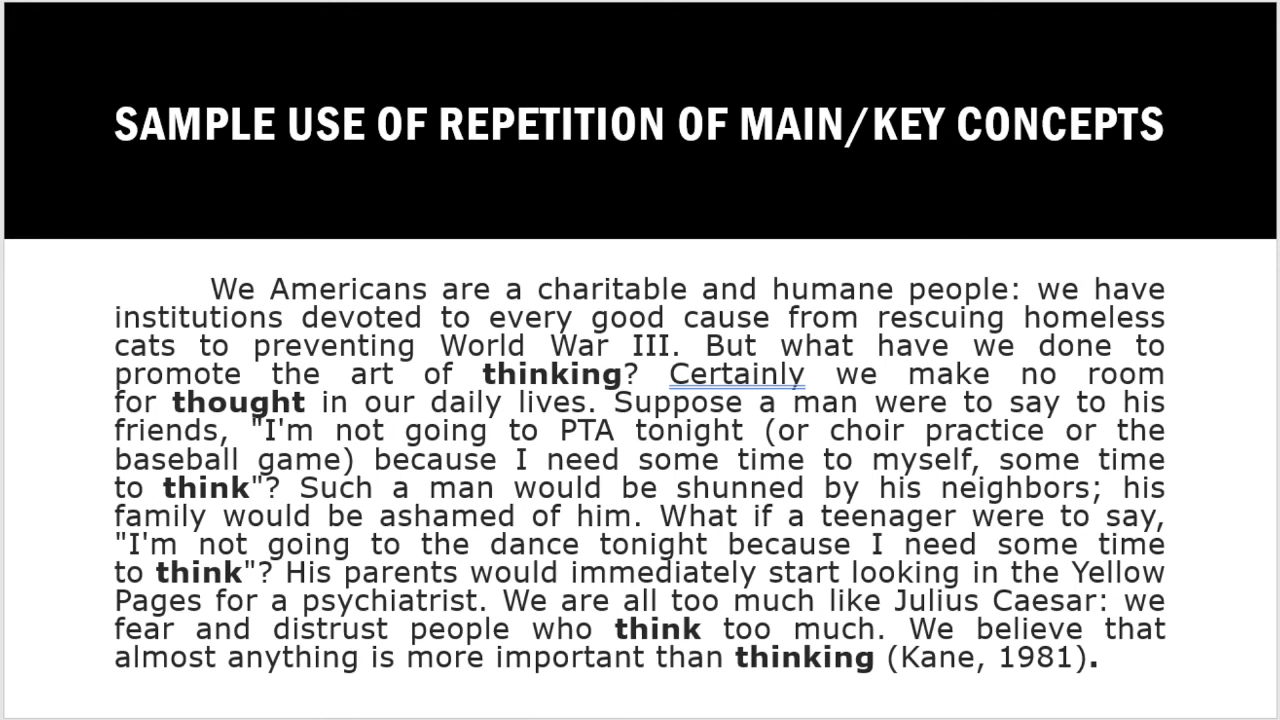 SAMPLE USE OF REPETITION OF MAIN/KEY CONCEPTS
We Americans are a charitable and humane people: we have
institutions devoted to every good cause from rescuing homeless
cats to preventing World War III. But what have we done to
promote the art of thinking? Certainly we make no room
for thought in our daily lives. Suppose a man were to say to his
friends, "I'm not going to PTA tonight (or choir practice or the
baseball game) because I need some time to myself, some time
to think"? Such a man would be shunned by his neighbors; his
family would be ashamed of him. What if a teenager were to say,
"I'm not going to the dance tonight because I need some time
to think"? His parents would immediately start looking in the Yellow
Pages for a psychiatrist. We are all too much like Julius Caesar: we
fear and distrust people who think too much. We believe that
almost anything is more important than thinking (Kane, 1981).